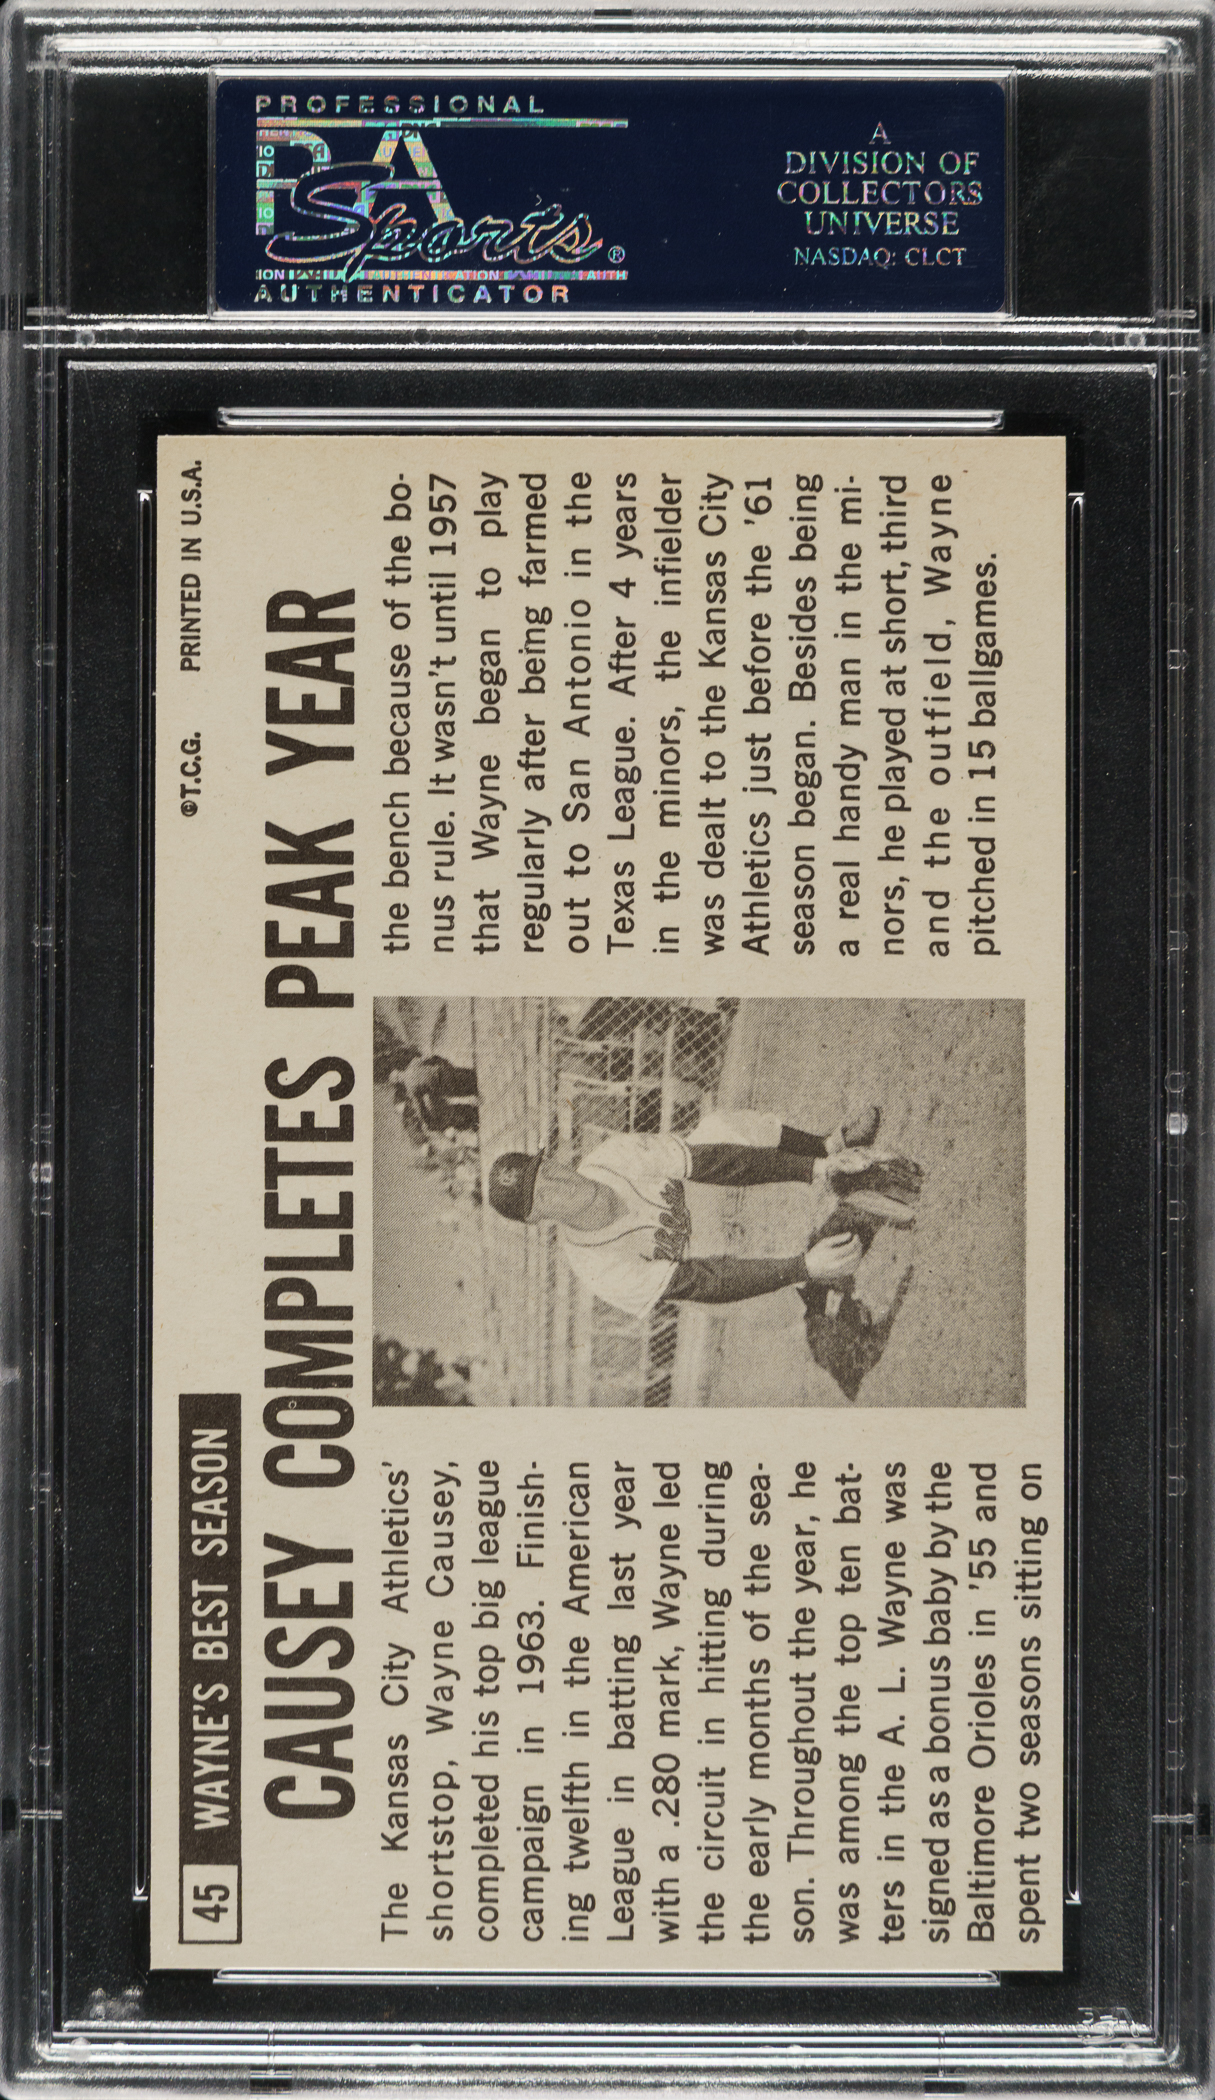 PROFESSIONAL
PSA
Sports®
AUTHENTICATOR
A
DIVISION OF
COLLECTORS
UNIVERSE
NASDAQ: CLCT
45 WAYNE'S BEST SEASON ©T.C.G. PRINTED IN U.S.A.
CAUSEY COMPLETES PEAK YEAR
The Kansas City Athletics'
shortstop, Wayne Causey,
completed his top big league
campaign in 1963. Finish-
ing twelfth in the American
League in batting last year
with a .280 mark, Wayne led
the circuit in hitting during
the early months of the sea-
son. Throughout the year, he
was among the top ten bat-
ters in the A. L. Wayne was
signed as a bonus baby by the
Baltimore Orioles in '55 and
spent two seasons sitting on
the bench because of the bo-
nus rule. It wasn't until 1957
that Wayne began to play
regularly after being farmed
out to San Antonio in the
Texas League. After 4 years
in the minors, the infielder
was dealt to the Kansas City
Athletics just before the '61
season began. Besides being
a real handy man in the mi-
nors, he played at short, third
and the outfield, Wayne
pitched in 15 ballgames.